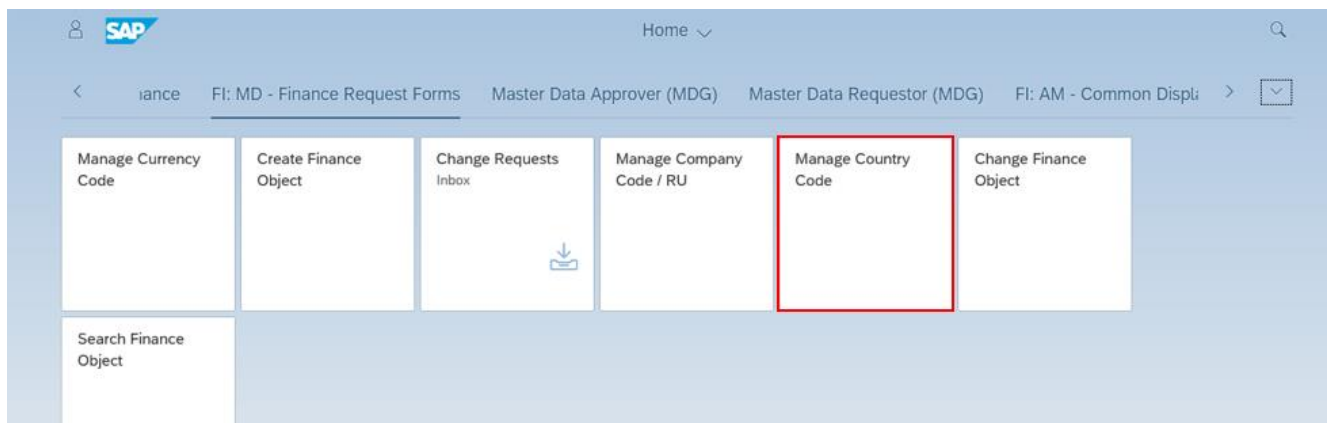 SAP
Home
iance FI: MD - Finance Request Forms Master Data Approver (MDG) Master Data Requestor (MDG) FI: AM - Common Displa
Manage Currency
Code
Create Finance
Object
Change Requests
Inbox
Manage Company
Code / RU
Manage Country
Code
Change Finance
Object
Search Finance
Object